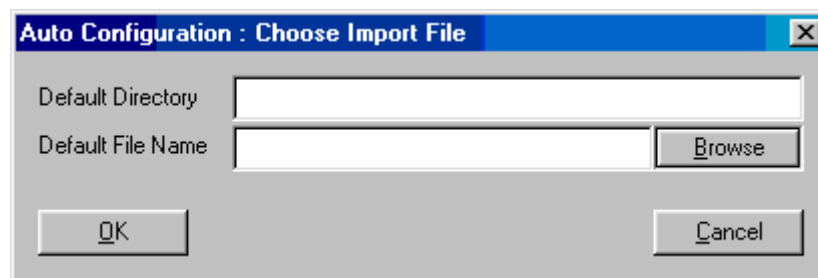 Auto Configuration : Choose Import File
Default Directory
Default File Name
Browse
OK
Cancel